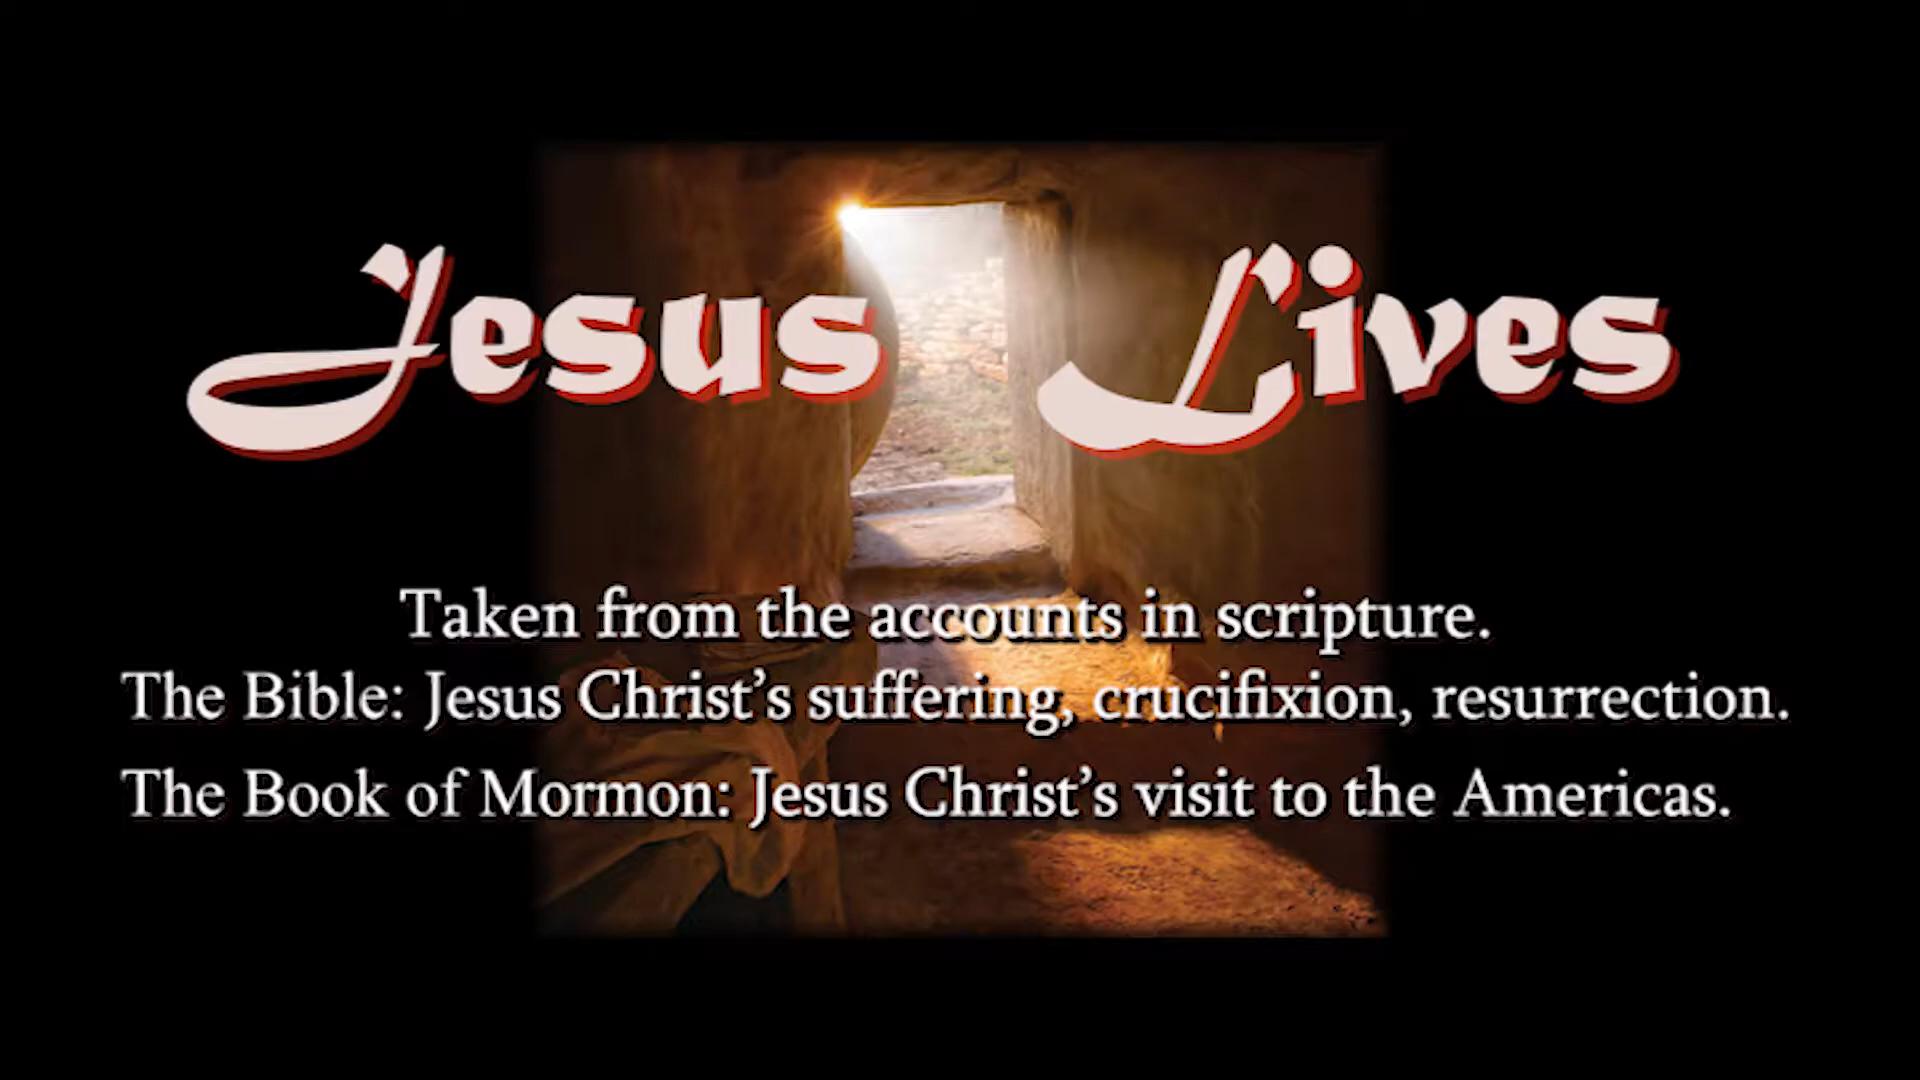 Jesus Lives
Taken from the accounts in scripture.
The Bible: Jesus Christ’s suffering, crucifixion, resurrection.
The Book of Mormon: Jesus Christ’s visit to the Americas.